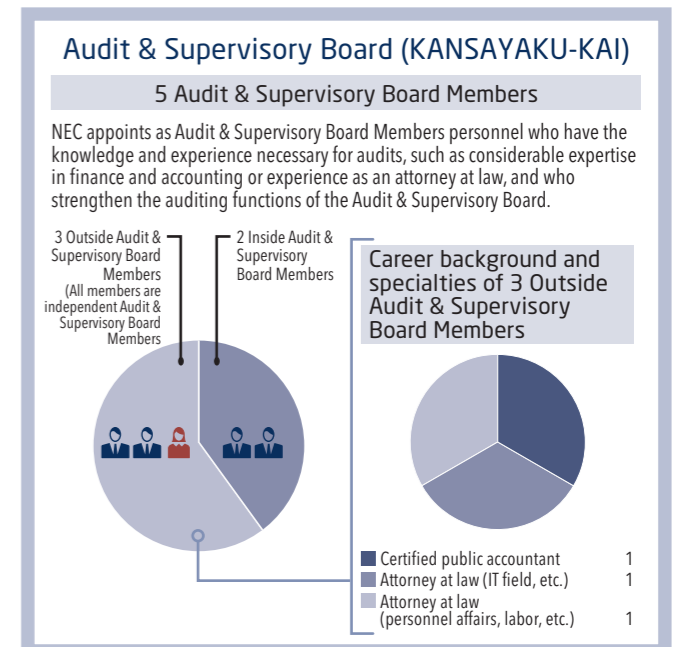 Audit & Supervisory Board (KANSAYAKU-KAI)
5 Audit & Supervisory Board Members
NEC appoints as Audit & Supervisory Board Members personnel who have the
knowledge and experience necessary for audits, such as considerable expertise
in finance and accounting or experience as an attorney at law, and who
strengthen the auditing functions of the Audit & Supervisory Board.
3 Outside Audit &
Supervisory Board
Members
(All members are
independent Audit &
Supervisory Board
Members
2 Inside Audit &
Supervisory
Board Members
Career background and
specialties of 3 Outside
Audit & Supervisory
Board Members
Certified public accountant 1
Attorney at law (IT field, etc.) 1
Attorney at law
(personnel affairs, labor, etc.) 1